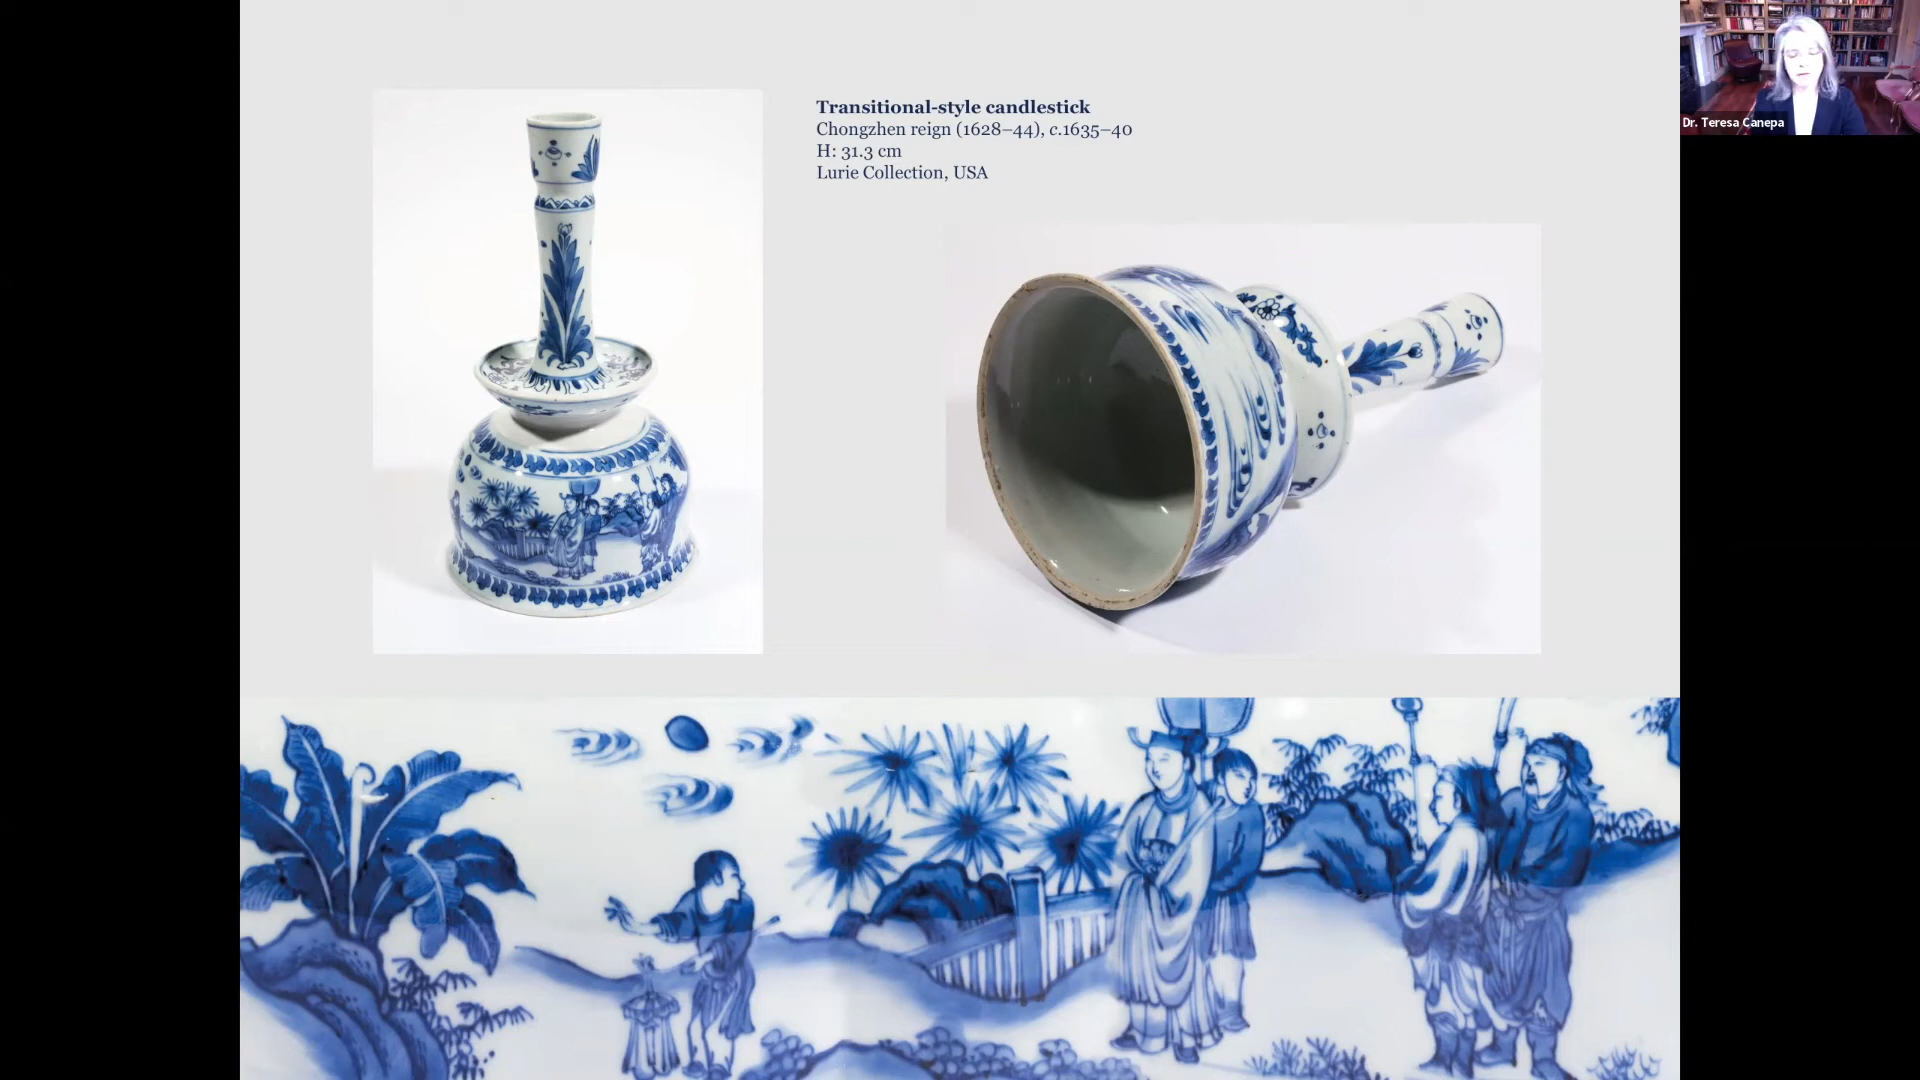 Transitional-style candlestick
Chongzhen reign (1628–44), c.1635–40
H: 31.3 cm
Lurie Collection, USA
Dr. Teresa Canepa